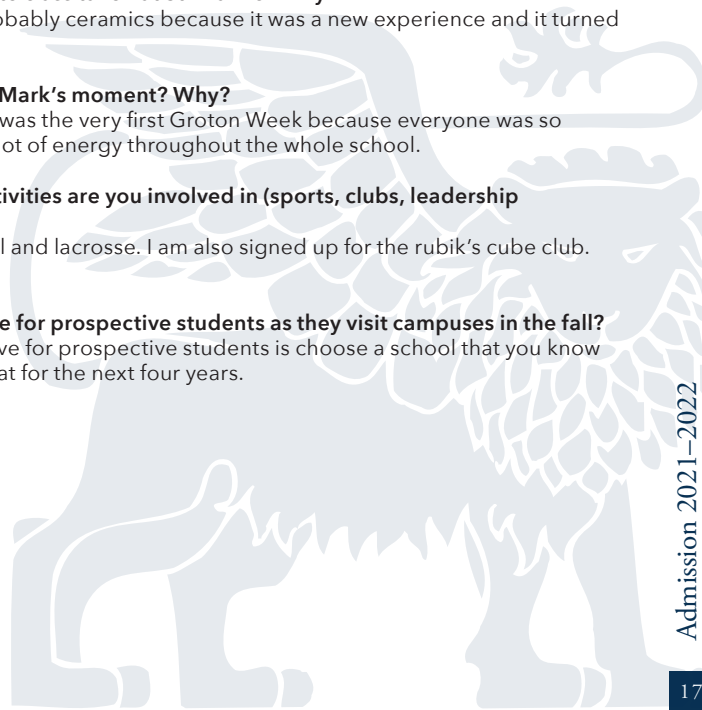 bably ceramics because it was a new experience and it turned
Mark's moment? Why?
was the very first Groton Week because everyone was so
ot of energy throughout the whole school.
tivities are you involved in (sports, clubs, leadership
l and lacrosse. I am also signed up for the rubik's cube club.
e for prospective students as they visit campuses in the fall?
ve for prospective students is choose a school that you know
at for the next four years.
Admission 2021–2022
17